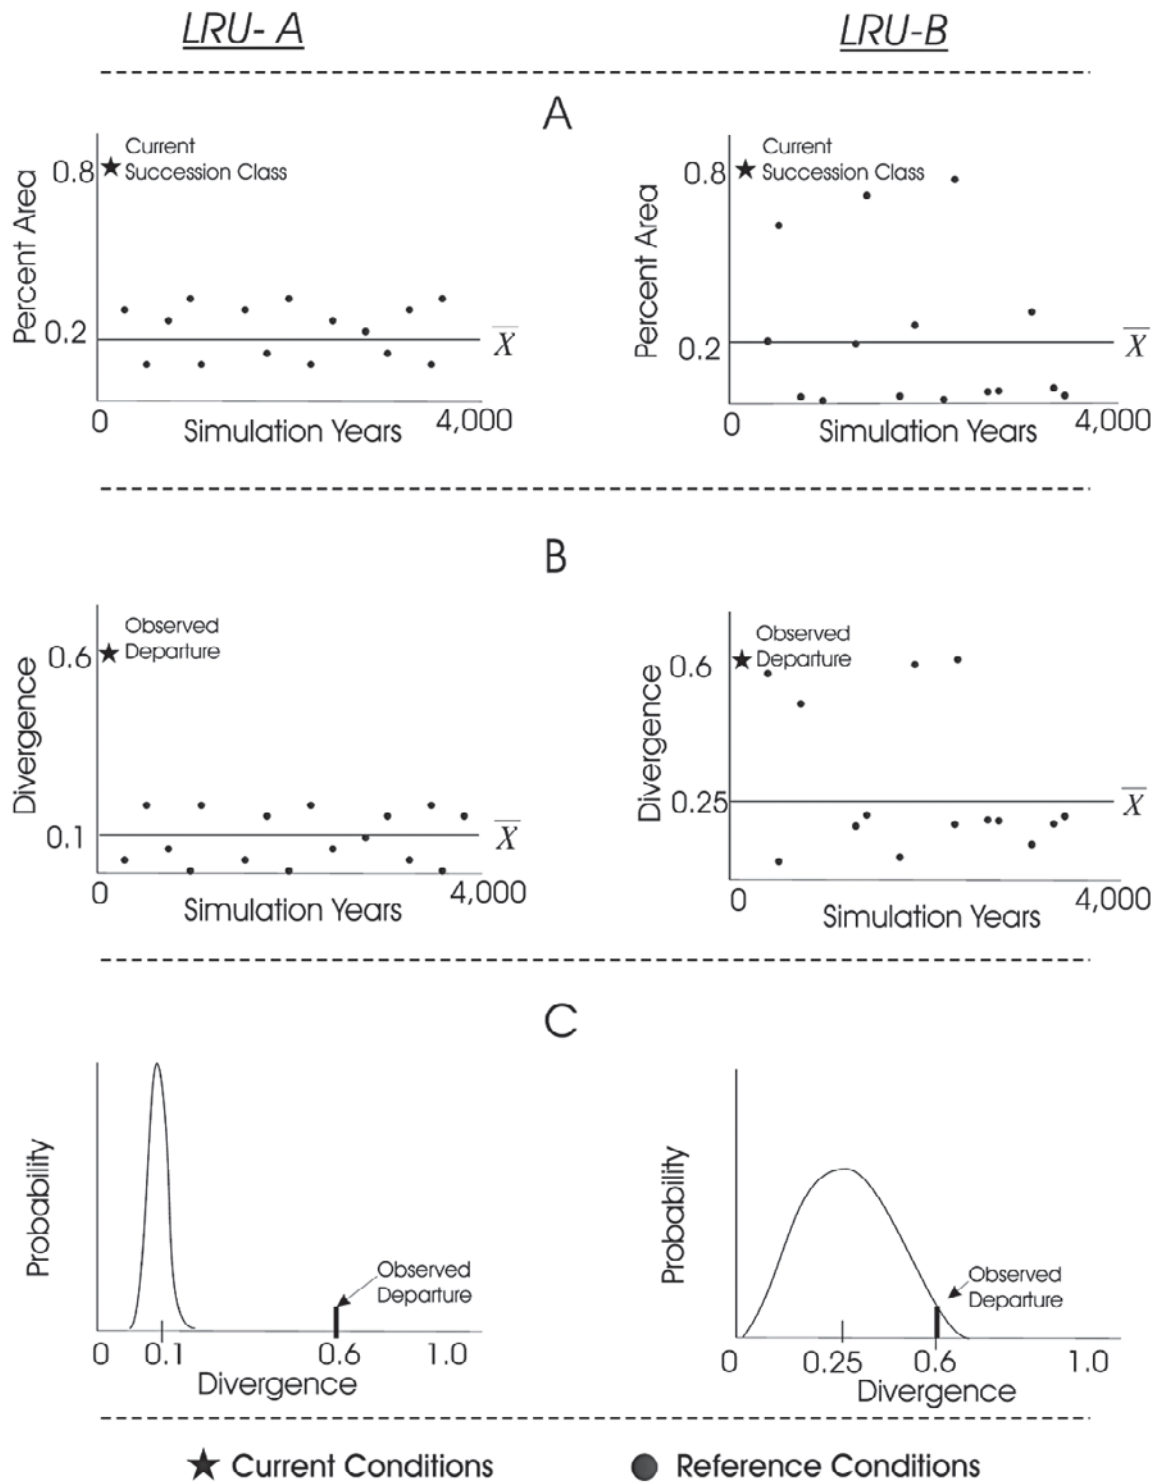 LRU- A
LRU-B
A
Current
Succession Class
0.8
Percent Area
0.2
X
0
Simulation Years
4,000
Current
Succession Class
0.8
Percent Area
0.2
X
0
Simulation Years
4,000
B
Observed
Departure
0.6
Divergence
0.1
X
0
Simulation Years
4,000
Observed
Departure
0.6
Divergence
0.25
X
0
Simulation Years
4,000
C
Probability
Observed
Departure
0 0.1 0.6 1.0
Divergence
Probability
Observed
Departure
0 0.25 0.6 1.0
Divergence
Current Conditions
Reference Conditions